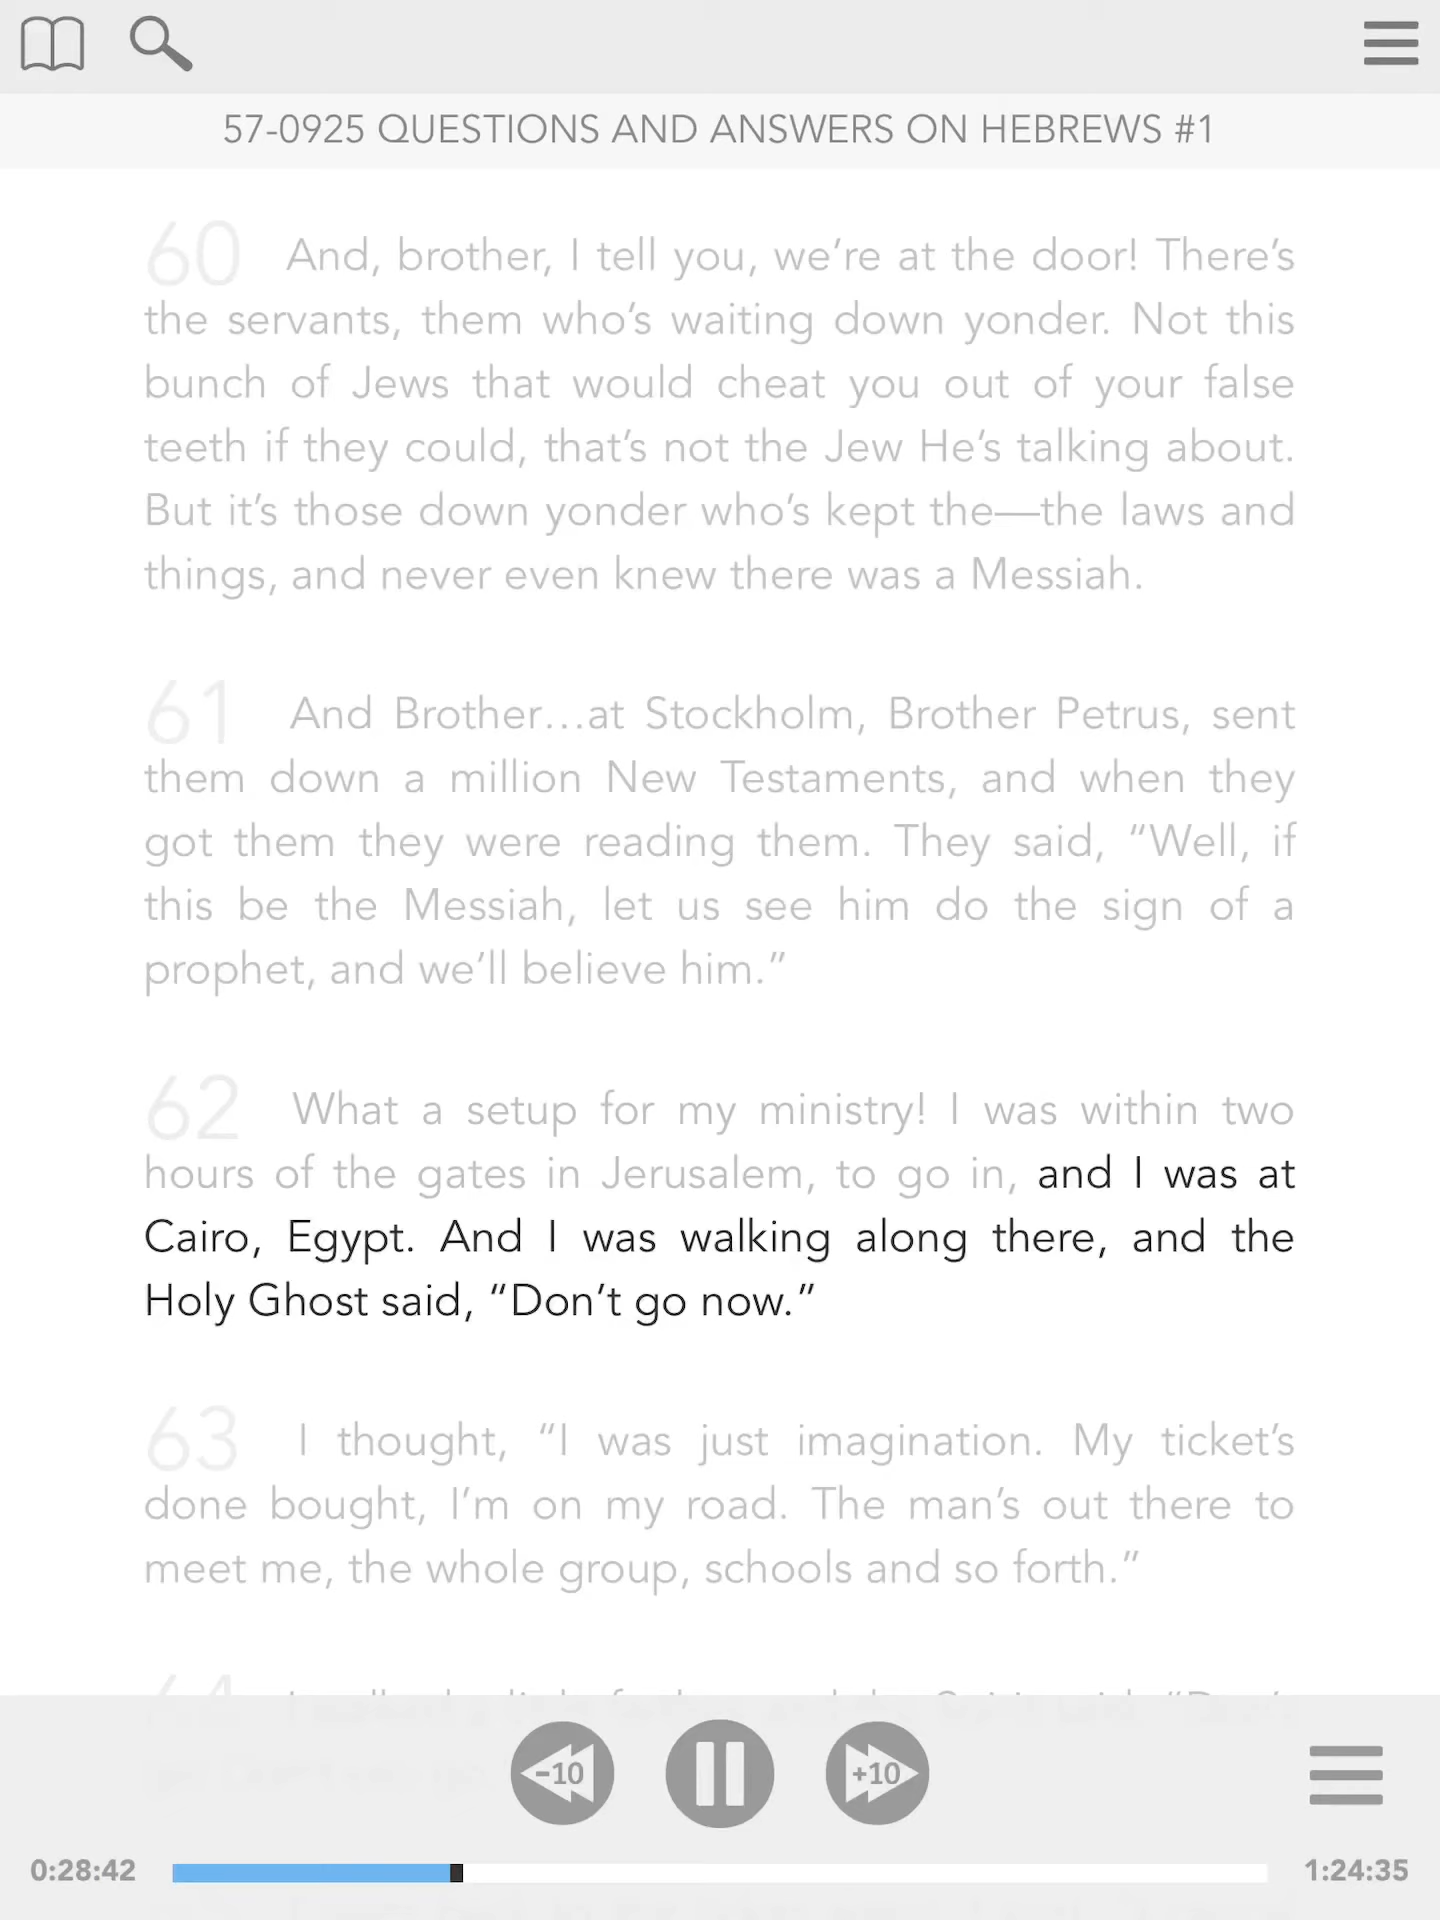 57-0925 QUESTIONS AND ANSWERS ON HEBREWS #1
60 And, brother, I tell you, we’re at the door! There’s
the servants, them who’s waiting down yonder. Not this
bunch of Jews that would cheat you out of your false
teeth if they could, that’s not the Jew He’s talking about.
But it’s those down yonder who’s kept the—the laws and
things, and never even knew there was a Messiah.
61 And Brother…at Stockholm, Brother Petrus, sent
them down a million New Testaments, and when they
got them they were reading them. They said, “Well, if
this be the Messiah, let us see him do the sign of a
prophet, and we’ll believe him.”
62 What a setup for my ministry! I was within two
hours of the gates in Jerusalem, to go in, and I was at
Cairo, Egypt. And I was walking along there, and the
Holy Ghost said, “Don’t go now.”
63 I thought, “I was just imagination. My ticket’s
done bought, I’m on my road. The man’s out there to
meet me, the whole group, schools and so forth.”
64
-10 +10
0:28:42 1:24:35